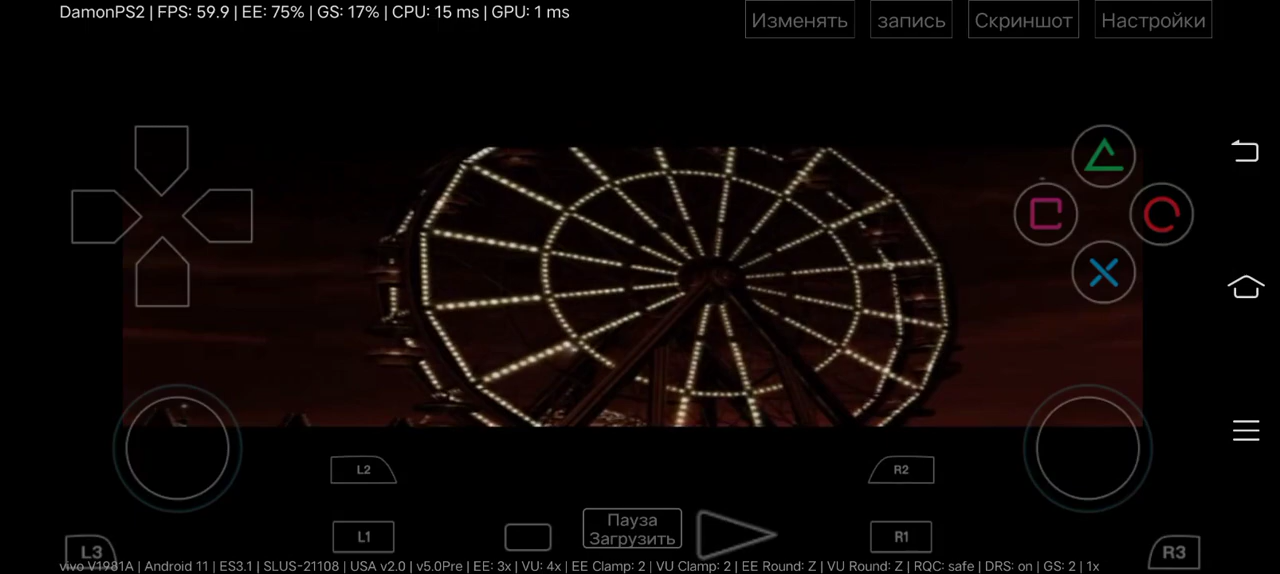 DamonPS2 | FPS: 59.9 | EE: 75% | GS: 17% | CPU: 15 ms | GPU: 1 ms
Изменять
запись
Скриншот
Настройки
L2
R2
L1
Пауза
Загрузить
R1
L3
R3
vivo V1981A | Android 11 | ES3.1 | SLUS-21108 | USA v2.0 | v5.0Pre | EE: 3x | VU: 4x | EE Clamp: 2 | VU Clamp: 2 | EE Round: Z | VU Round: Z | RQC: safe | DRS: on | GS: 2 | 1x